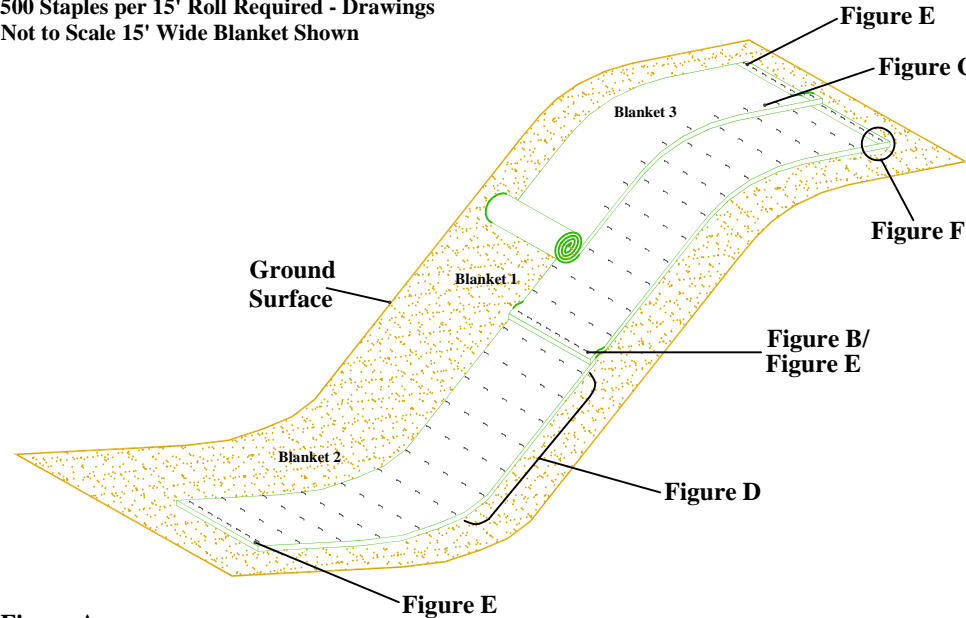 500 Staples per 15' Roll Required - Drawings
Not to Scale 15' Wide Blanket Shown
Figure E
Figure
Blanket 3
Figure F
Ground
Surface
Blanket 1
Figure B/
Figure E
Blanket 2
Figure D
Figure E